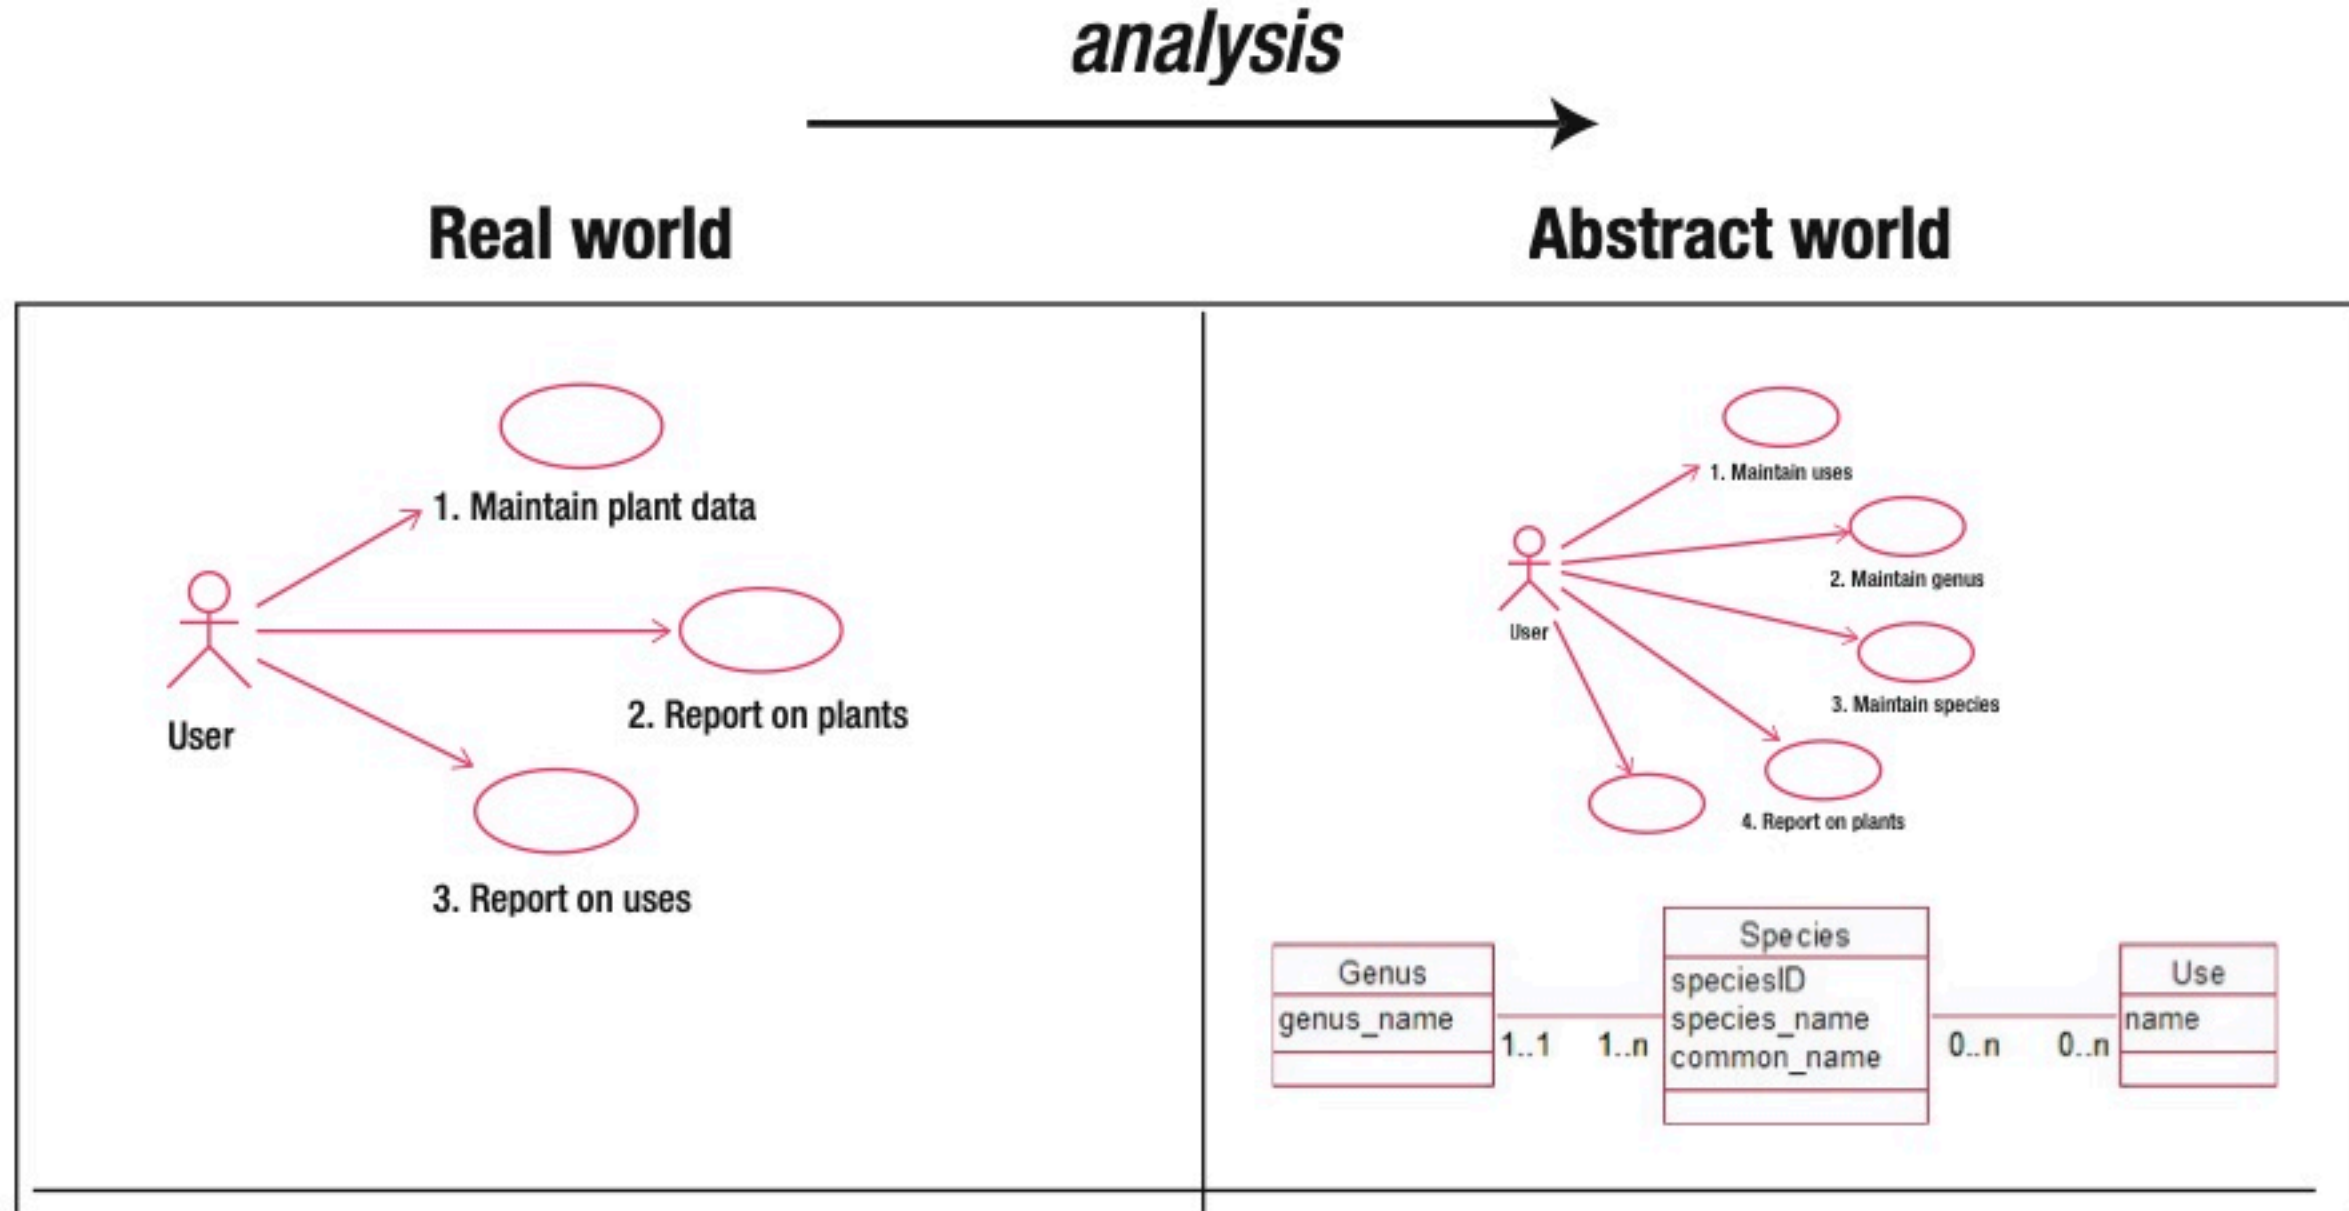 analysis
Real world
Abstract world
1. Maintain plant data
User
2. Report on plants
3. Report on uses
1. Maintain uses
2. Maintain genus
User
3. Maintain species
4. Report on plants
Genus
genus_name
1..1
1..n
Species
speciesID
species_name
common_name
0..n
0..n
Use
name